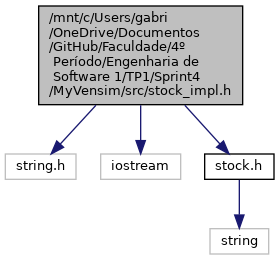 /mnt/c/Users/gabri
/OneDrive/Documentos
/GitHub/Faculdade/4º
Período/Engenharia de
Software 1/TP1/Sprint4
/MyVensim/src/stock_impl.h
string.h
iostream
stock.h
string